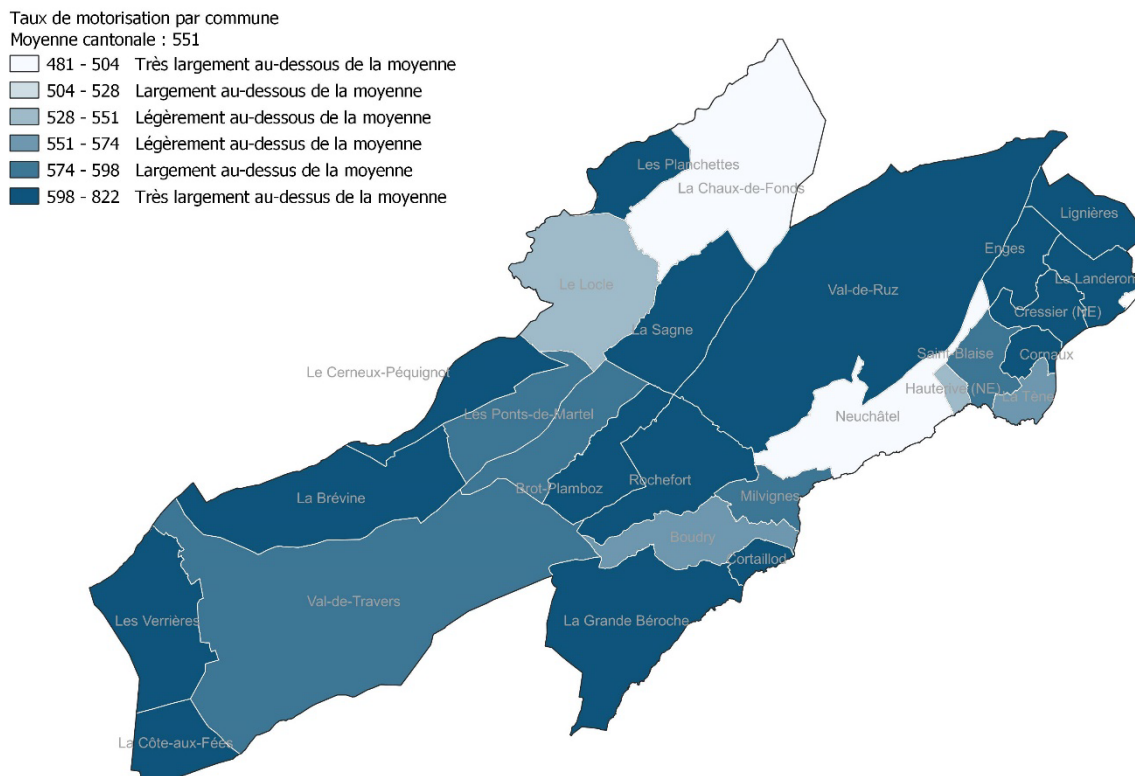 Taux de motorisation par commune
Moyenne cantonale : 551
481 - 504 Très largement au-dessous de la moyenne
504 - 528 Largement au-dessous de la moyenne
528 - 551 Légèrement au-dessous de la moyenne
551 - 574 Légèrement au-dessus de la moyenne
574 - 598 Largement au-dessus de la moyenne
598 - 822 Très largement au-dessus de la moyenne
Les Planchettes
La Chaux-de-Fonds
Lignières
Enges
Le Landeron
Le Locle
Val-de-Ruz
Cressier (NE)
La Sagne
Saint-Blaise
Cornaux
Le Cerneux-Péquignot
Hauterive (NE)
La Tène
Les Ponts-de-Martel
Neuchâtel
Rochefort
Brot-Plamboz
La Brévine
Milvignes
Boudry
Cortaillod
Val-de-Travers
Les Verrières
La Grande Béroche
La Côte-aux-Fées